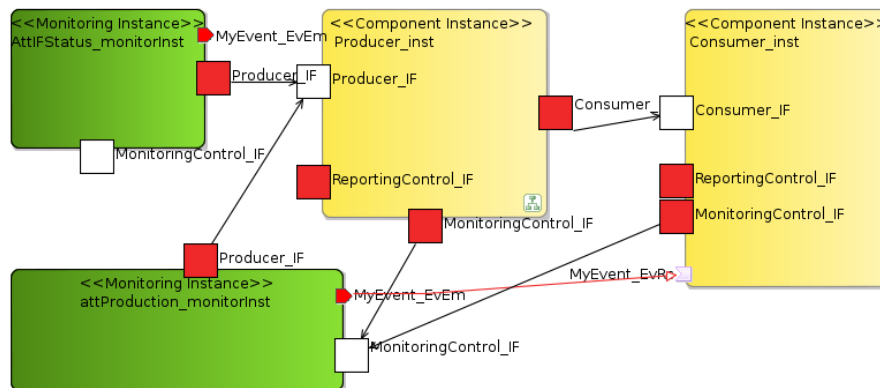 <<Monitoring Instance>>
AttIFStatus_monitorInst
MyEvent_EvEm
Producer_IF
MonitoringControl_IF
<<Component Instance>>
Producer_inst
Producer_IF
ReportingControl_IF
MonitoringControl_IF
Consumer_
<<Component Instance>>
Consumer_inst
Consumer_IF
ReportingControl_IF
MonitoringControl_IF
Producer_IF
<<Monitoring Instance>>
attProduction_monitorInst
MyEvent_EvEm
MonitoringControl_IF